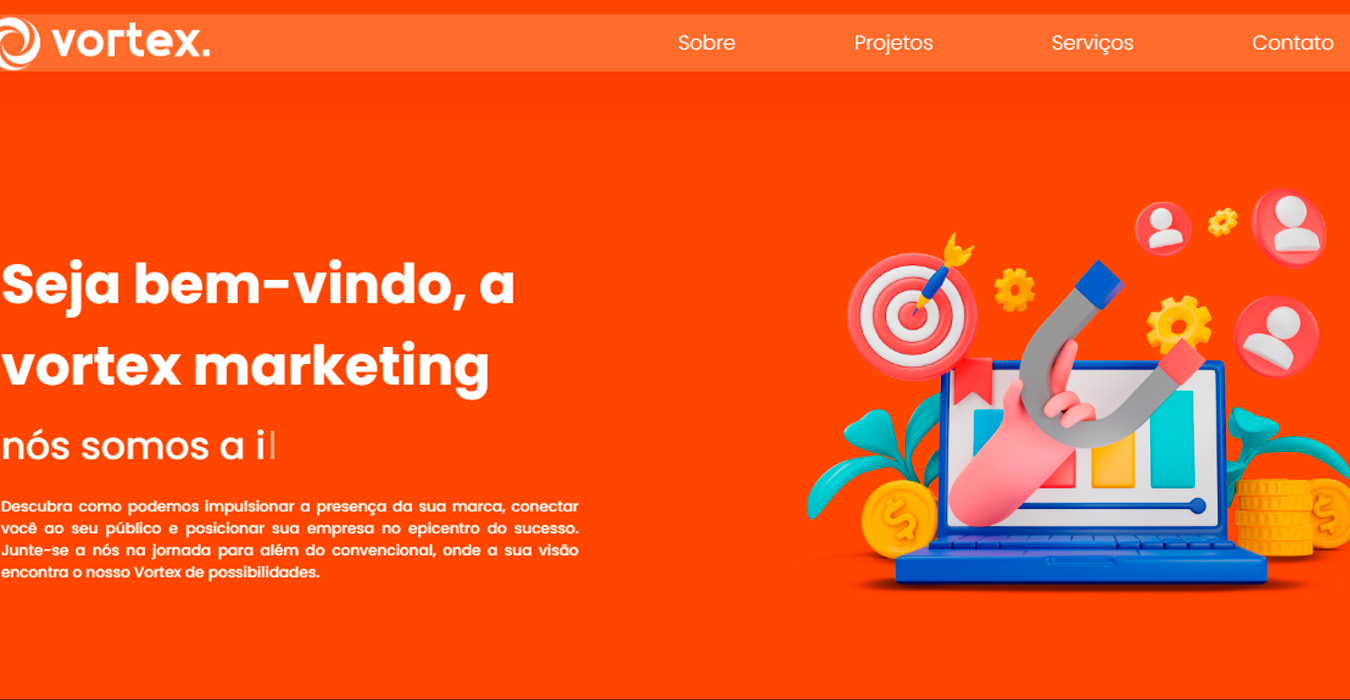 vortex.
Sobre
Projetos
Serviços
Contato
Seja bem-vindo, a
vortex marketing
nós somos a i
Descubra como podemos impulsionar a presença da sua marca, conectar
você ao seu público e posicionar sua empresa no epicentro do sucesso.
Junte-se a nós na jornada para além do convencional, onde a sua visão
encontra o nosso Vortex de possibilidades.